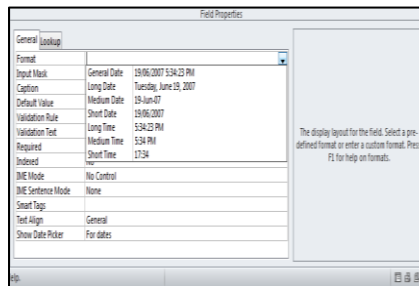 Field Properties
General Lookup
Format
Input Mask General Date 19/06/2007 5:34:23 PM
Caption Long Date Tuesday, June 19, 2007
Default Value Medium Date 19-Jun-07
Validation Rule Short Date 19/06/2007
Validation Text Long Time 5:34:23 PM
Required Medium Time 5:34 PM
Short Time 17:34
Indexed No
IME Mode No Control
IME Sentence Mode None
Smart Tags
Text Align General
Show Date Picker For dates
The display layout for the field. Select a pre-
defined format or enter a custom format. Press
F1 for help on formats.
elp.